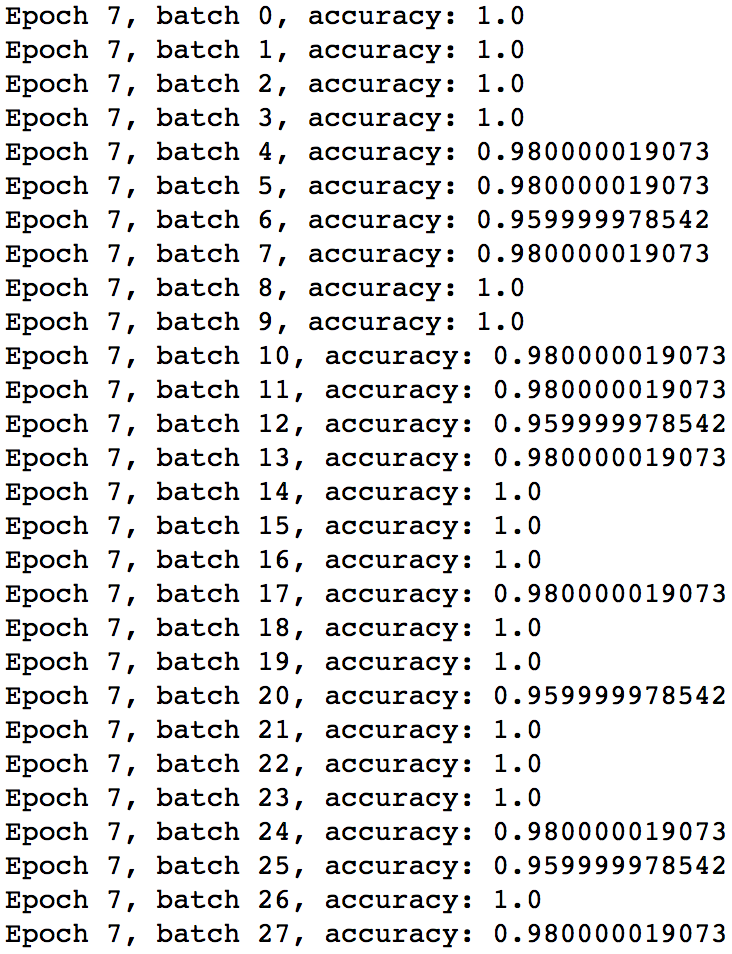 Epoch 7, batch 0, accuracy: 1.0
Epoch 7, batch 1, accuracy: 1.0
Epoch 7, batch 2, accuracy: 1.0
Epoch 7, batch 3, accuracy: 1.0
Epoch 7, batch 4, accuracy: 0.980000019073
Epoch 7, batch 5, accuracy: 0.980000019073
Epoch 7, batch 6, accuracy: 0.959999978542
Epoch 7, batch 7, accuracy: 0.980000019073
Epoch 7, batch 8, accuracy: 1.0
Epoch 7, batch 9, accuracy: 1.0
Epoch 7, batch 10, accuracy: 0.980000019073
Epoch 7, batch 11, accuracy: 0.980000019073
Epoch 7, batch 12, accuracy: 0.959999978542
Epoch 7, batch 13, accuracy: 0.980000019073
Epoch 7, batch 14, accuracy: 1.0
Epoch 7, batch 15, accuracy: 1.0
Epoch 7, batch 16, accuracy: 1.0
Epoch 7, batch 17, accuracy: 0.980000019073
Epoch 7, batch 18, accuracy: 1.0
Epoch 7, batch 19, accuracy: 1.0
Epoch 7, batch 20, accuracy: 0.959999978542
Epoch 7, batch 21, accuracy: 1.0
Epoch 7, batch 22, accuracy: 1.0
Epoch 7, batch 23, accuracy: 1.0
Epoch 7, batch 24, accuracy: 0.980000019073
Epoch 7, batch 25, accuracy: 0.959999978542
Epoch 7, batch 26, accuracy: 1.0
Epoch 7, batch 27, accuracy: 0.980000019073